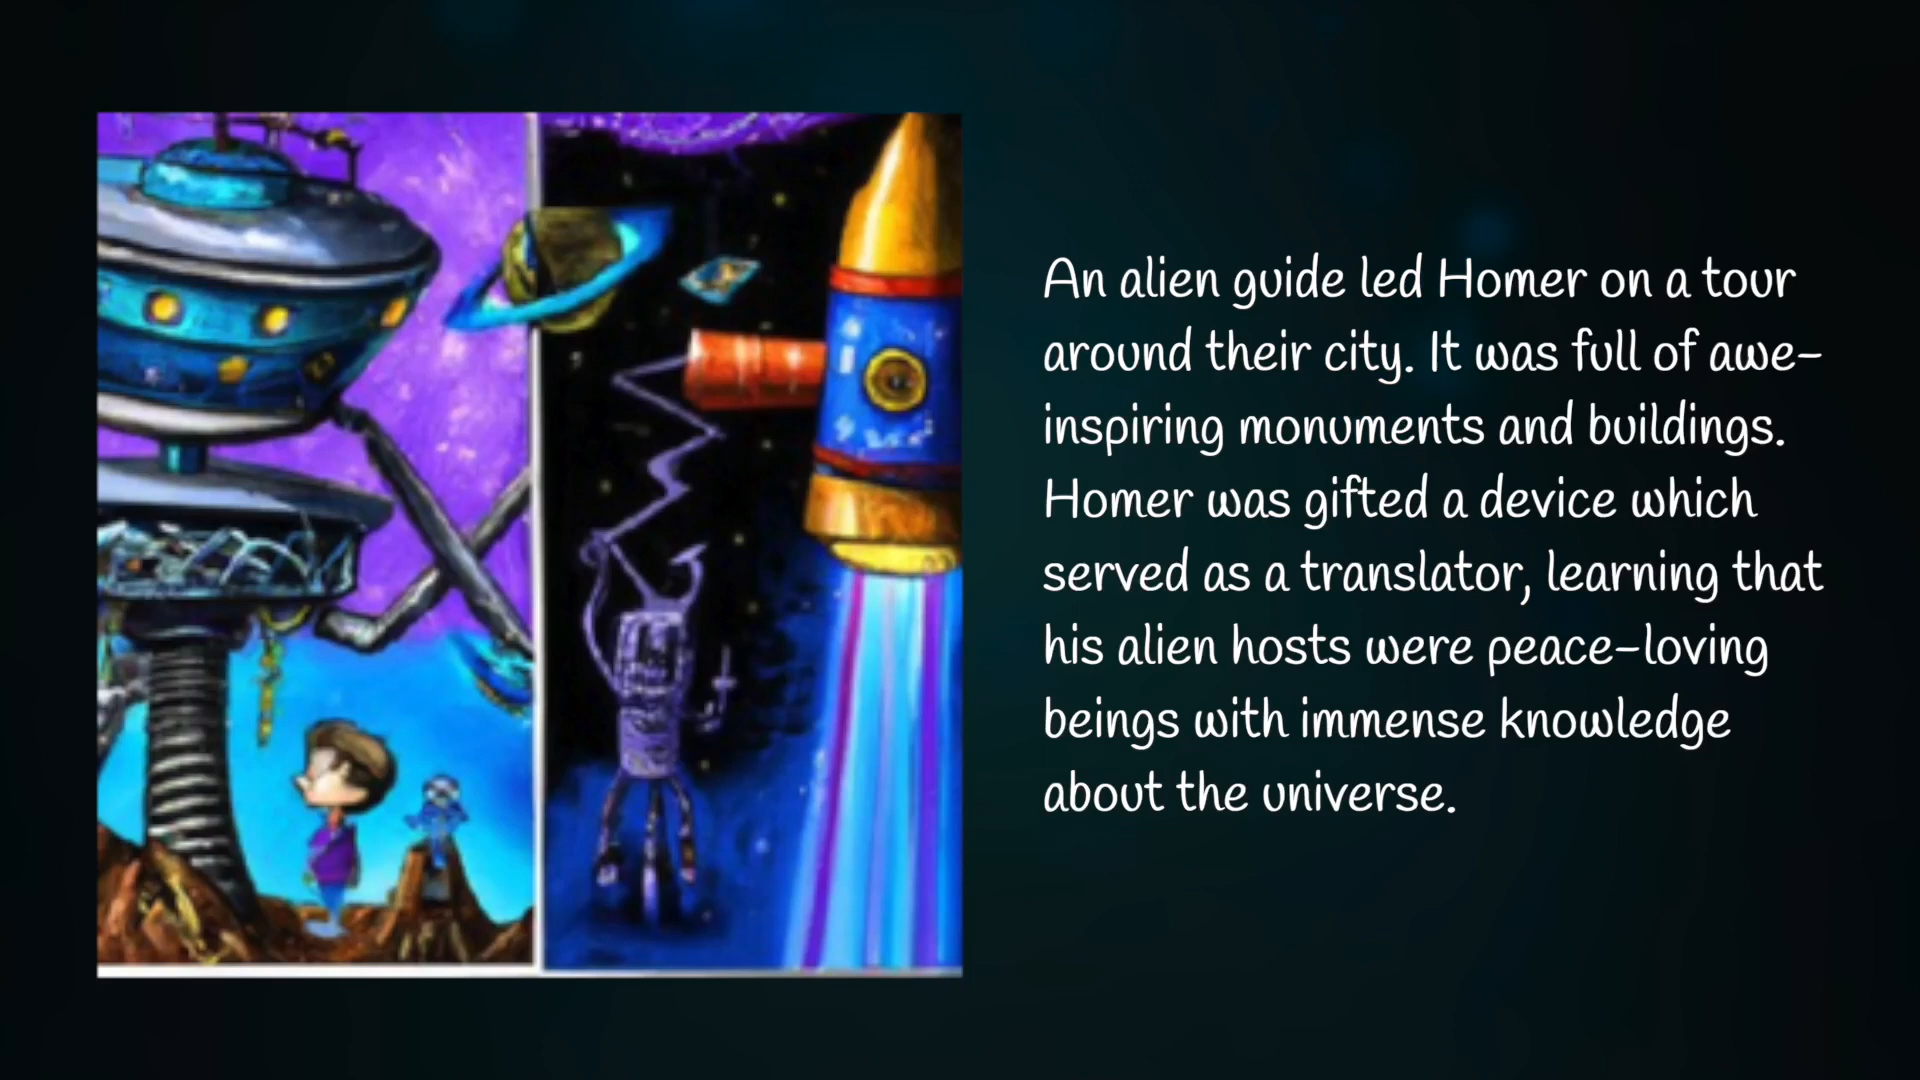 An alien guide led Homer on a tour
around their city. It was full of awe-
inspiring monuments and buildings.
Homer was gifted a device which
served as a translator, learning that
his alien hosts were peace-loving
beings with immense knowledge
about the universe.